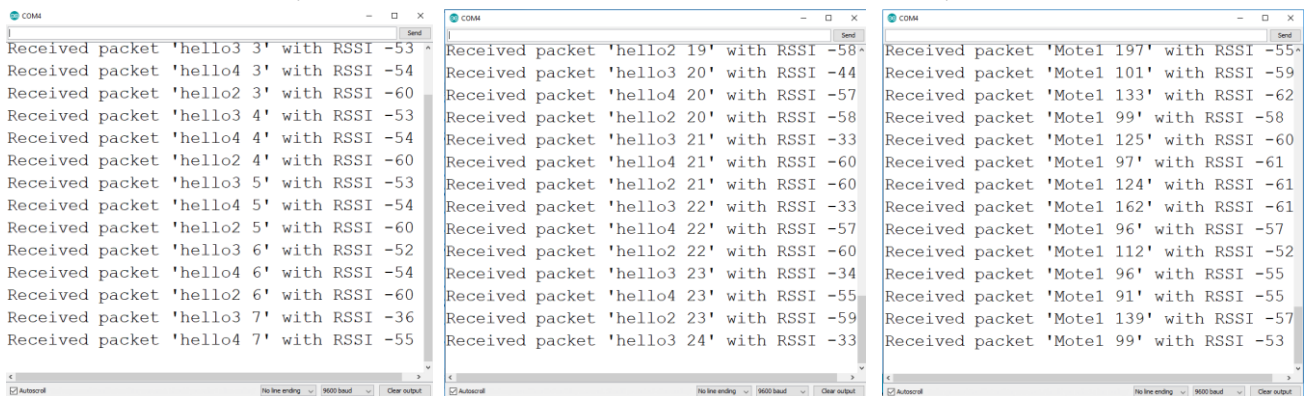 COM4
Send
Received packet 'hello3 3' with RSSI -53
Received packet 'hello4 3' with RSSI -54
Received packet 'hello2 3' with RSSI -60
Received packet 'hello3 4' with RSSI -53
Received packet 'hello4 4' with RSSI -54
Received packet 'hello2 4' with RSSI -60
Received packet 'hello3 5' with RSSI -53
Received packet 'hello4 5' with RSSI -54
Received packet 'hello2 5' with RSSI -60
Received packet 'hello3 6' with RSSI -52
Received packet 'hello4 6' with RSSI -54
Received packet 'hello2 6' with RSSI -60
Received packet 'hello3 7' with RSSI -36
Received packet 'hello4 7' with RSSI -55
Autoscroll No line ending 9600 baud Clear output
COM4
Send
Received packet 'hello2 19' with RSSI -58
Received packet 'hello3 20' with RSSI -44
Received packet 'hello4 20' with RSSI -57
Received packet 'hello2 20' with RSSI -58
Received packet 'hello3 21' with RSSI -33
Received packet 'hello4 21' with RSSI -60
Received packet 'hello2 21' with RSSI -60
Received packet 'hello3 22' with RSSI -33
Received packet 'hello4 22' with RSSI -57
Received packet 'hello2 22' with RSSI -60
Received packet 'hello3 23' with RSSI -34
Received packet 'hello4 23' with RSSI -55
Received packet 'hello2 23' with RSSI -59
Received packet 'hello3 24' with RSSI -33
Autoscroll No line ending 9600 baud Clear output
COM4
Send
Received packet 'Mote1 197' with RSSI -55
Received packet 'Mote1 101' with RSSI -59
Received packet 'Mote1 133' with RSSI -62
Received packet 'Mote1 99' with RSSI -58
Received packet 'Mote1 125' with RSSI -60
Received packet 'Mote1 97' with RSSI -61
Received packet 'Mote1 124' with RSSI -61
Received packet 'Mote1 162' with RSSI -61
Received packet 'Mote1 96' with RSSI -57
Received packet 'Mote1 112' with RSSI -52
Received packet 'Mote1 96' with RSSI -55
Received packet 'Mote1 91' with RSSI -55
Received packet 'Mote1 139' with RSSI -57
Received packet 'Mote1 99' with RSSI -53
Autoscroll No line ending 9600 baud Clear output